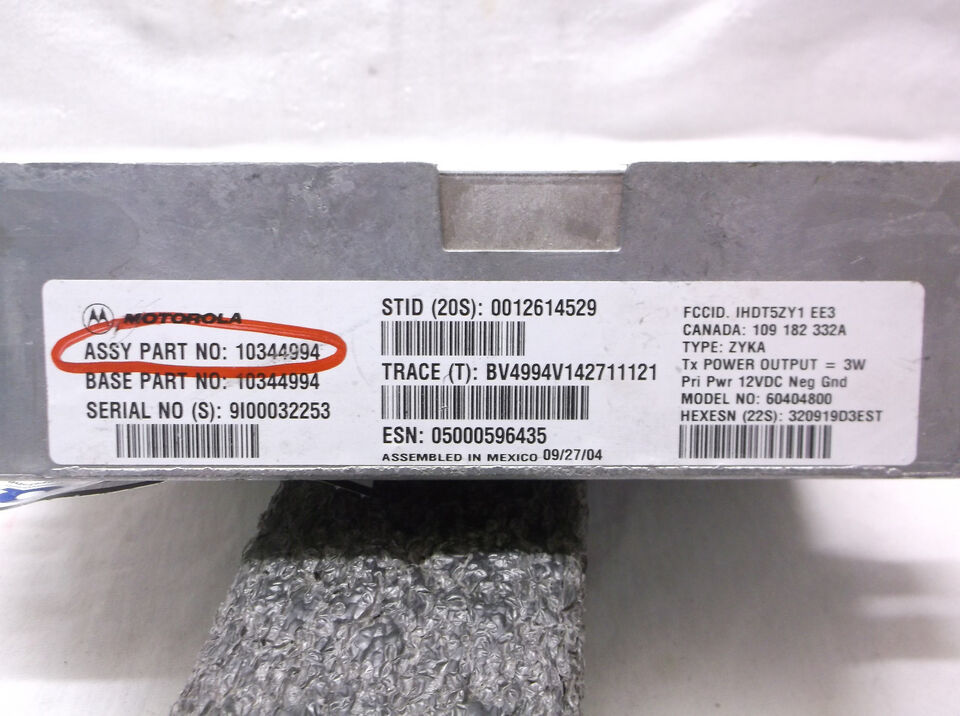 MOTOROLA
ASSY PART NO: 10344994
BASE PART NO: 10344994
SERIAL NO (S): 9I00032253
STID (20S): 0012614529
TRACE (T): BV4994V142711121
ESN: 05000596435
ASSEMBLED IN MEXICO 09/27/04
FCCID. IHDT5ZY1 EE3
CANADA: 109 182 332A
TYPE: ZYKA
Tx POWER OUTPUT = 3W
Pri Pwr 12VDC Neg Gnd
MODEL NO: 60404800
HEXESN (22S): 320919D3EST